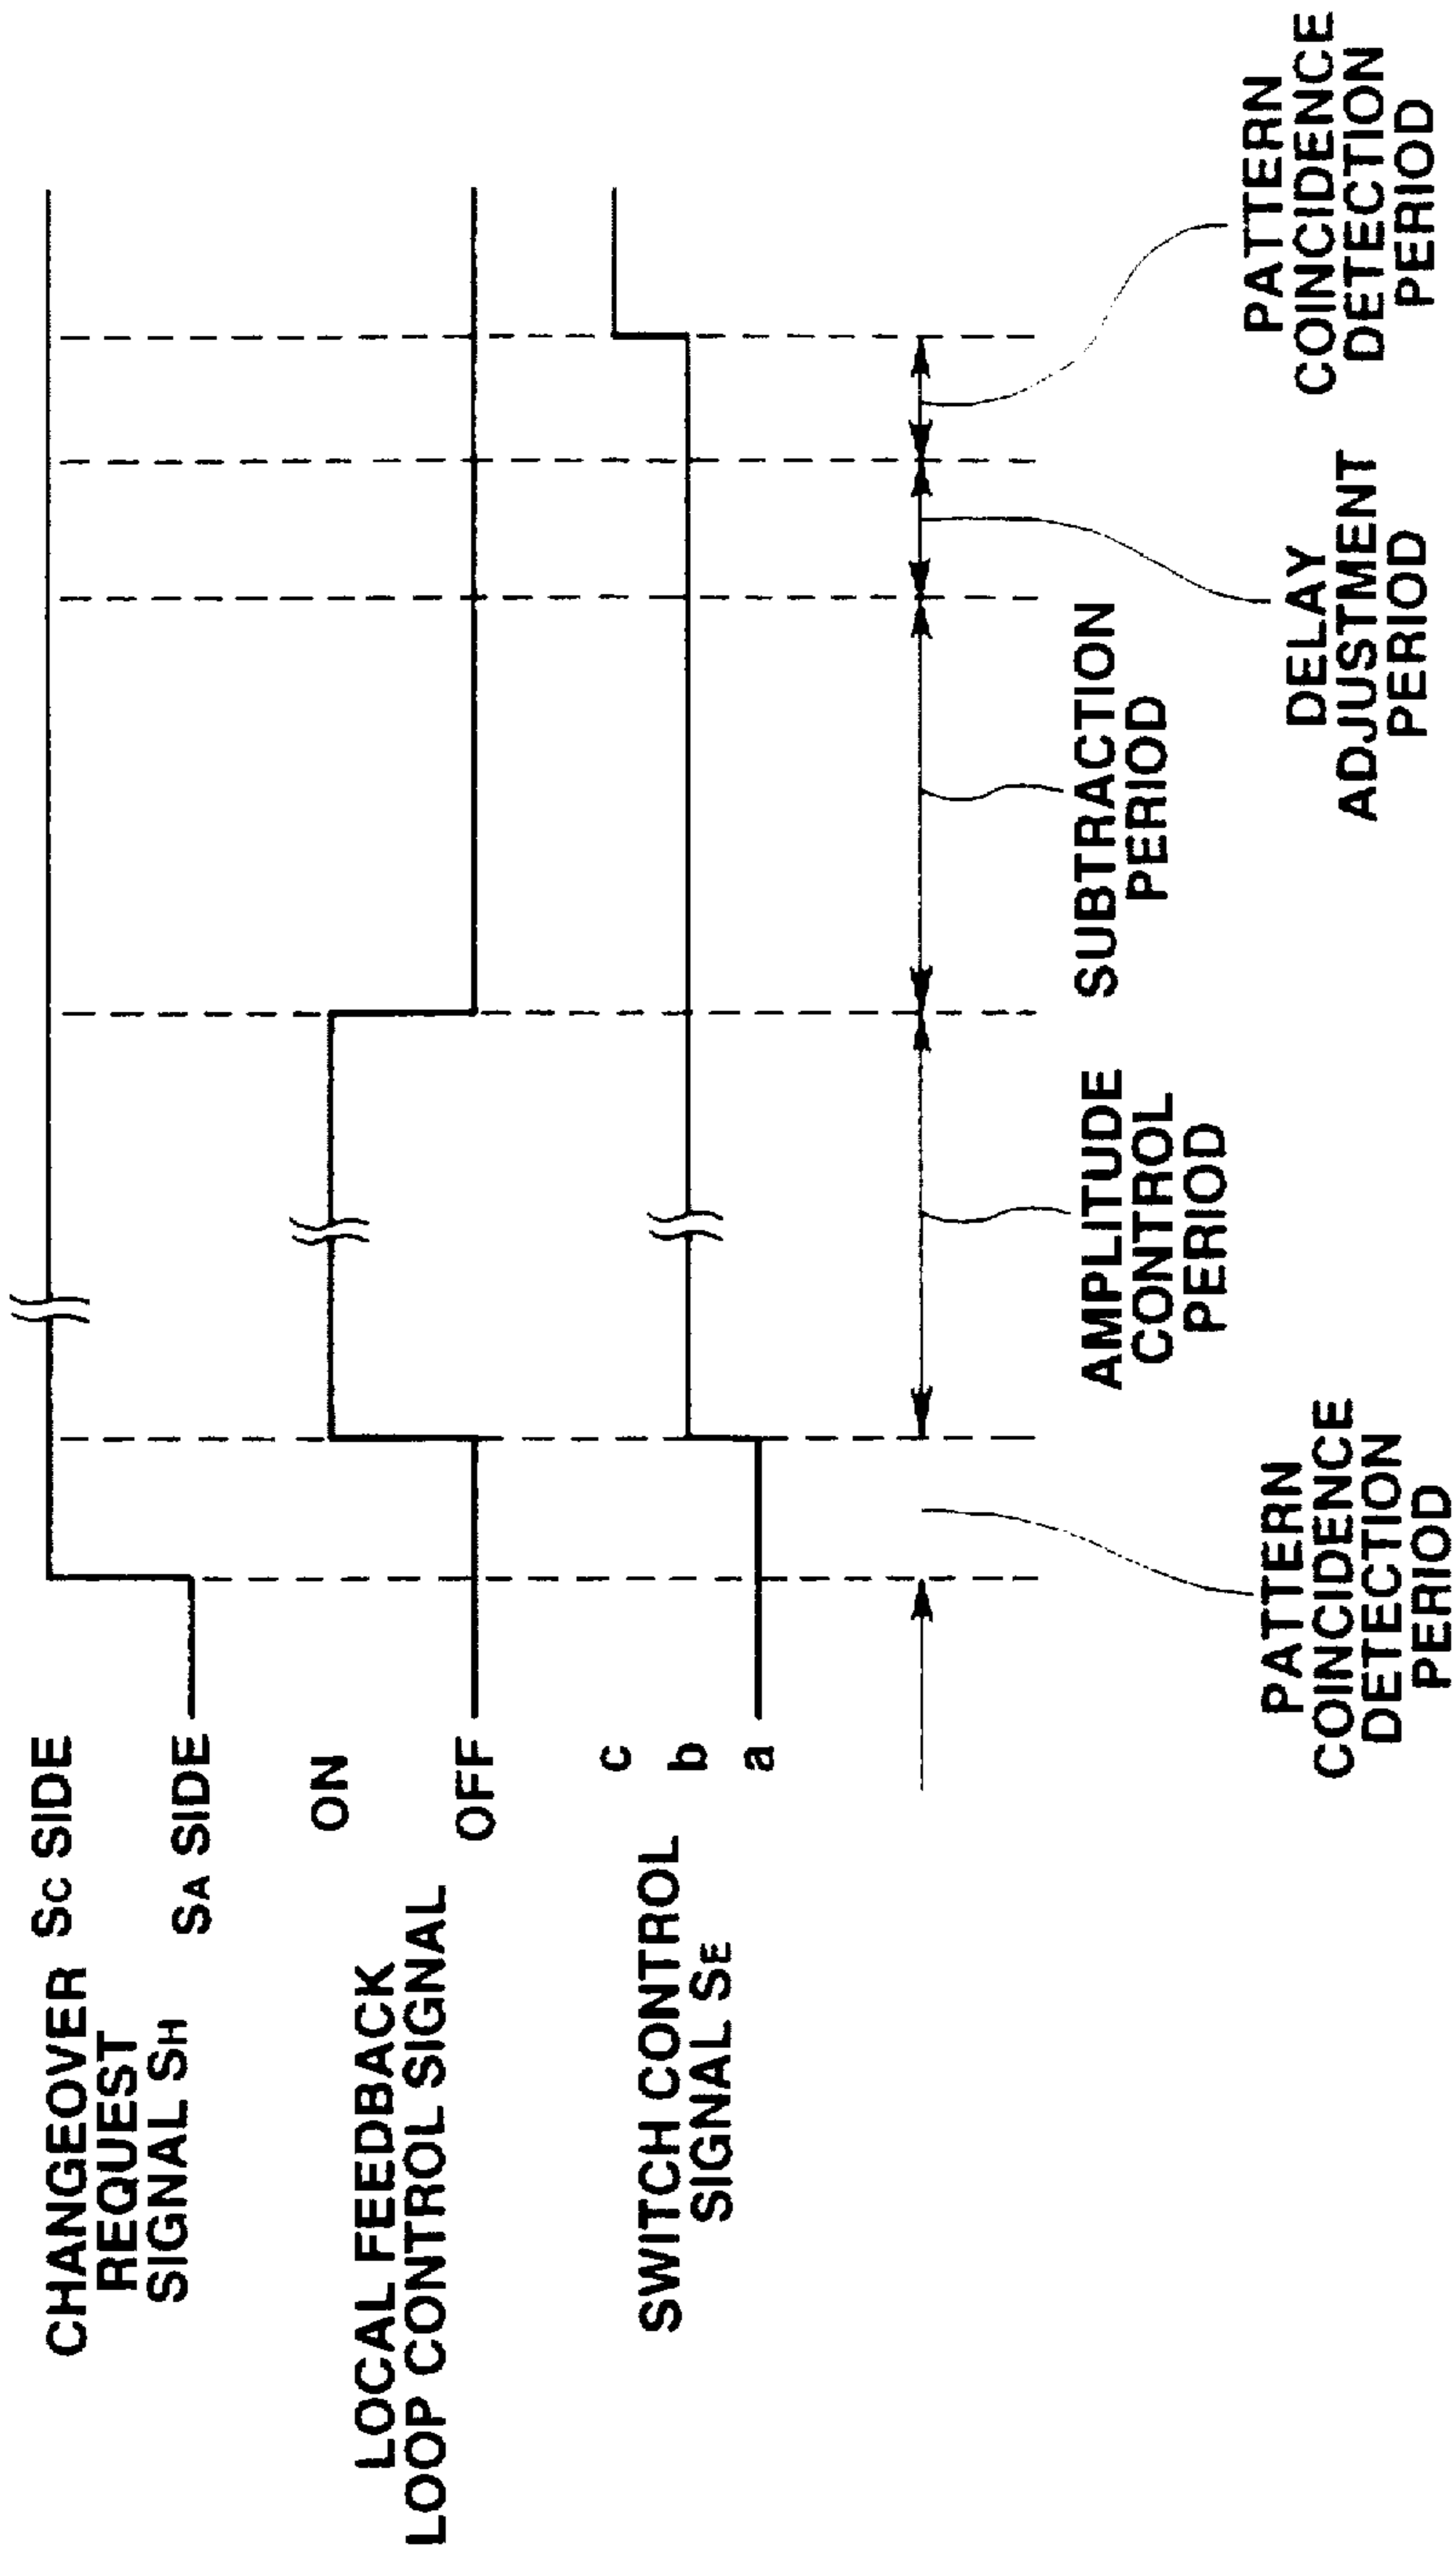 CHANGEOVER
REQUEST
SIGNAL SH
SC SIDE
SA SIDE
LOCAL FEEDBACK
LOOP CONTROL SIGNAL
ON
OFF
SWITCH CONTROL
SIGNAL SE
c
b
a
PATTERN
COINCIDENCE
DETECTION
PERIOD
AMPLITUDE
CONTROL
PERIOD
SUBTRACTION
PERIOD
DELAY
ADJUSTMENT
PERIOD
PATTERN
COINCIDENCE
DETECTION
PERIOD